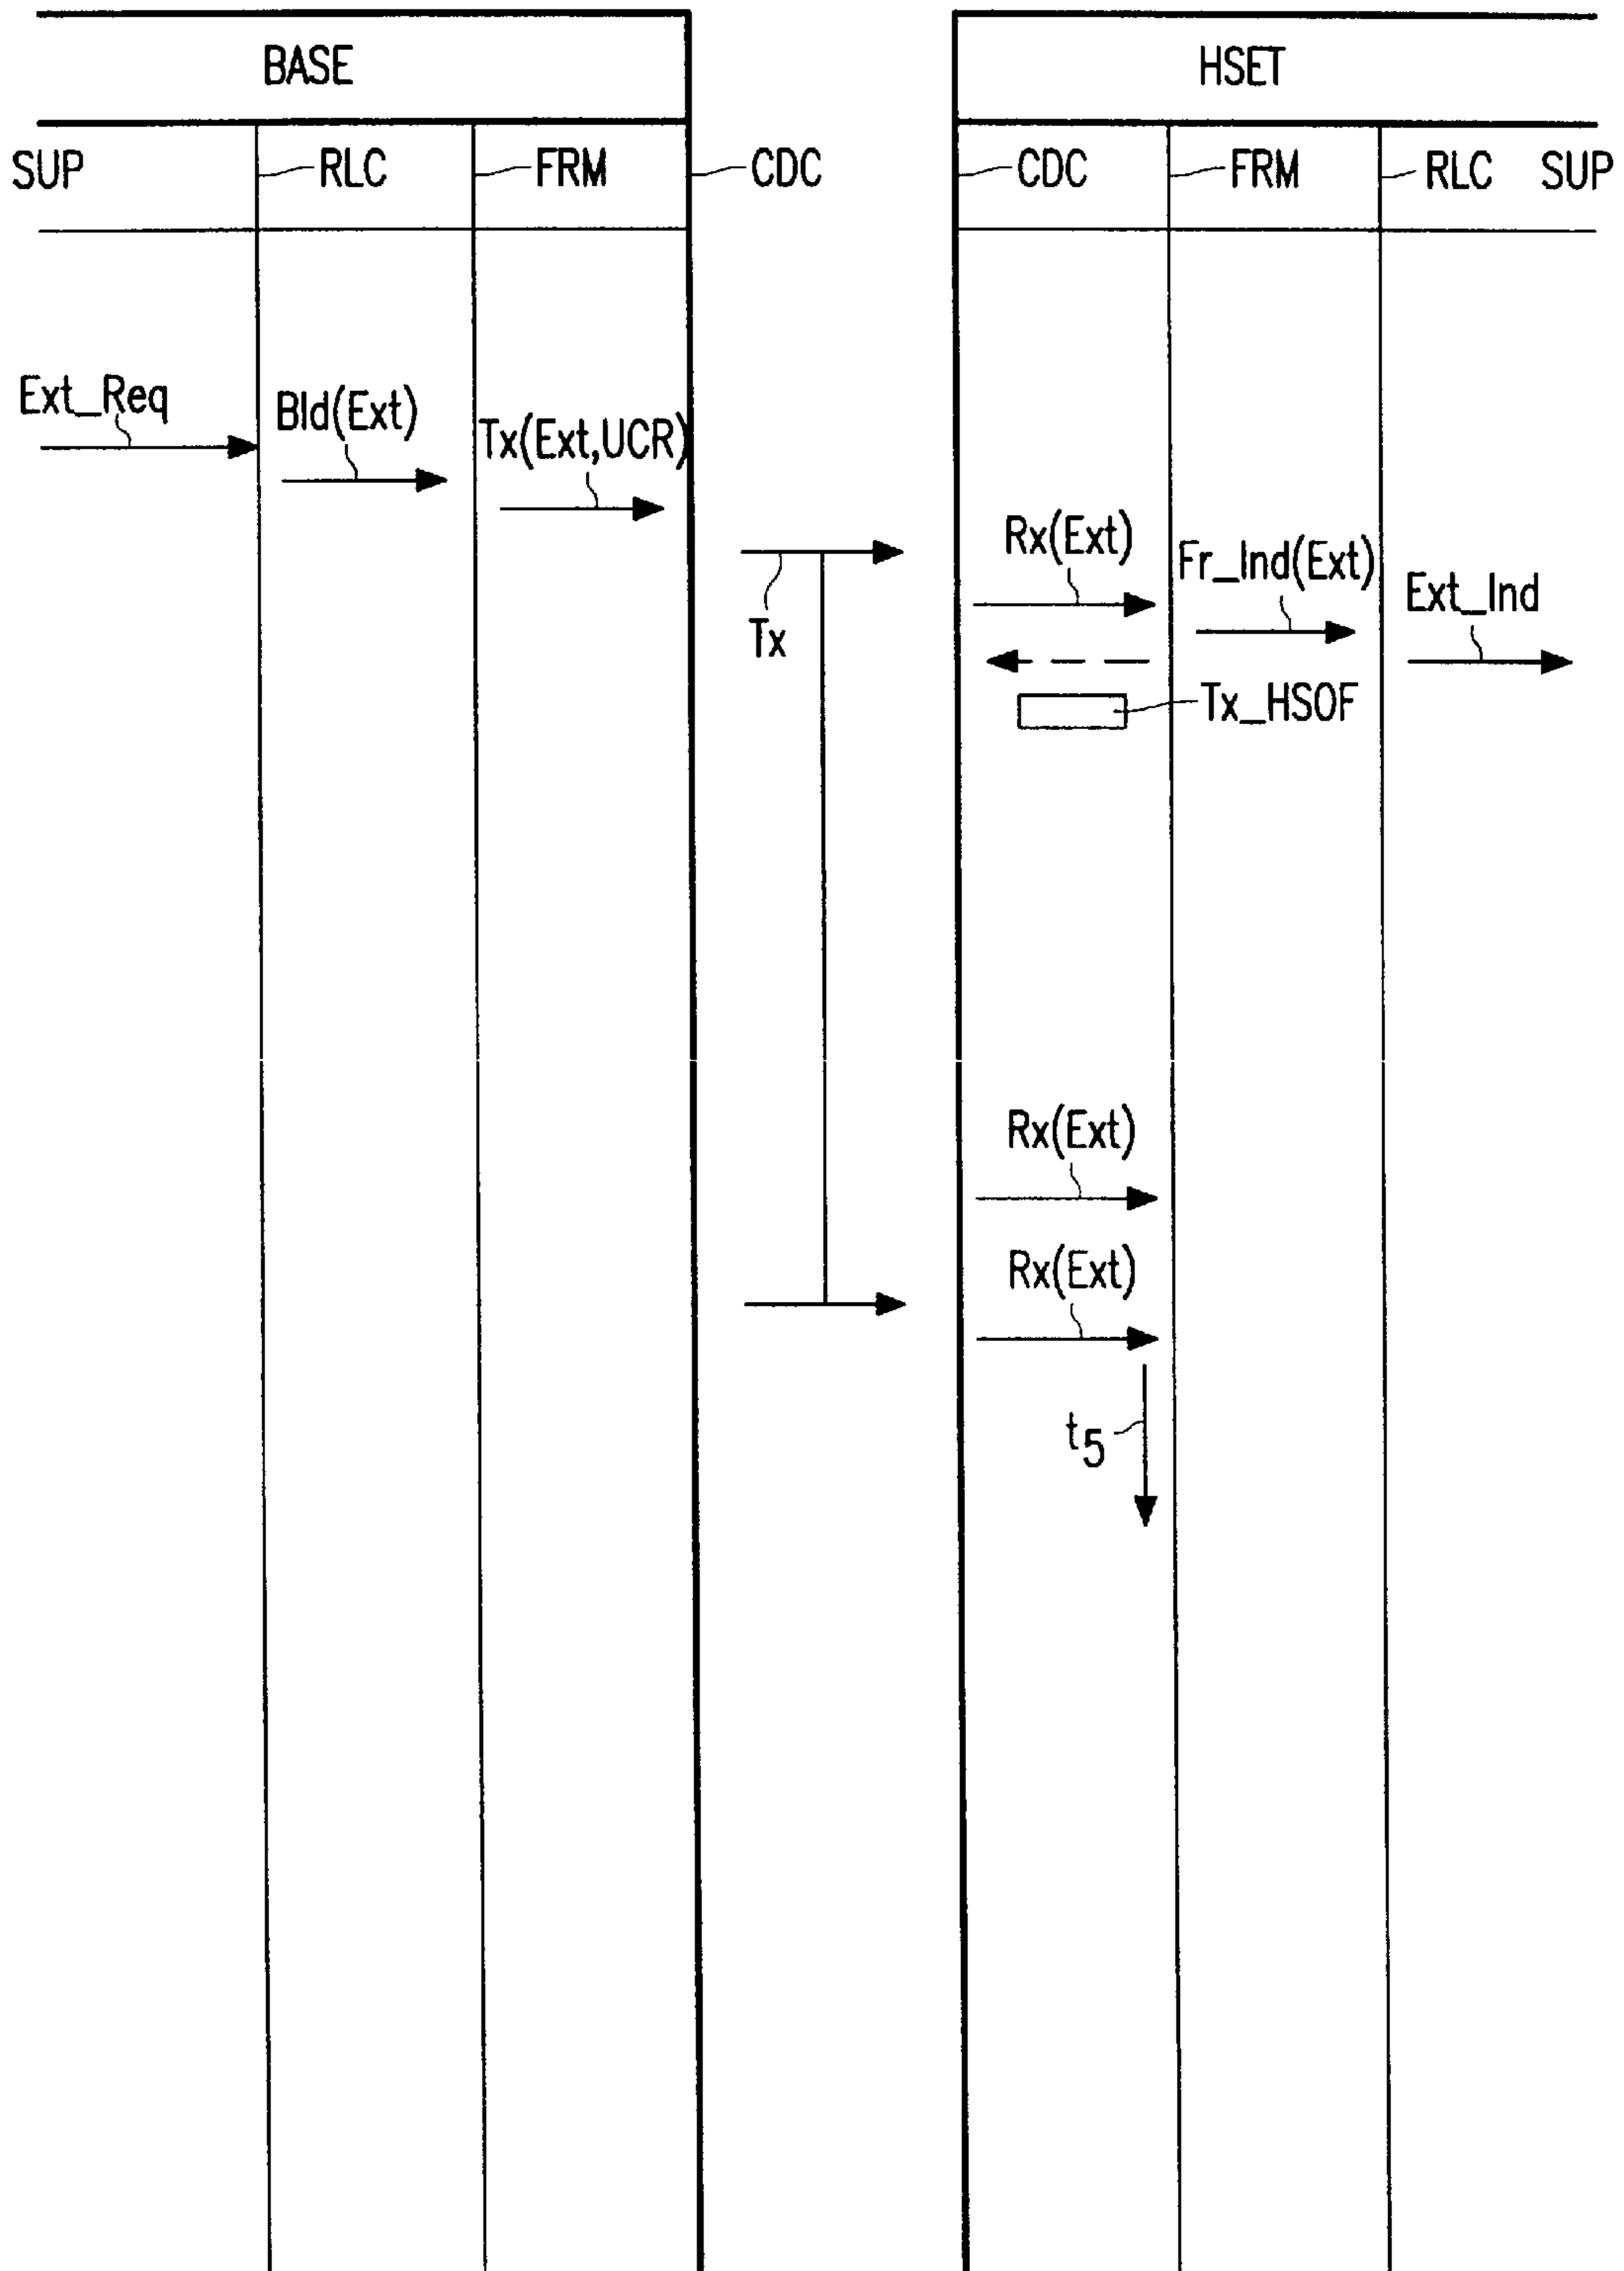 BASE
HSET
SUP RLC FRM CDC CDC FRM RLC SUP
Ext_Req
Bld(Ext)
Tx(Ext,UCR)
Tx
Rx(Ext)
Fr_Ind(Ext)
Ext_Ind
Tx_HSOF
Rx(Ext)
Rx(Ext)
t5